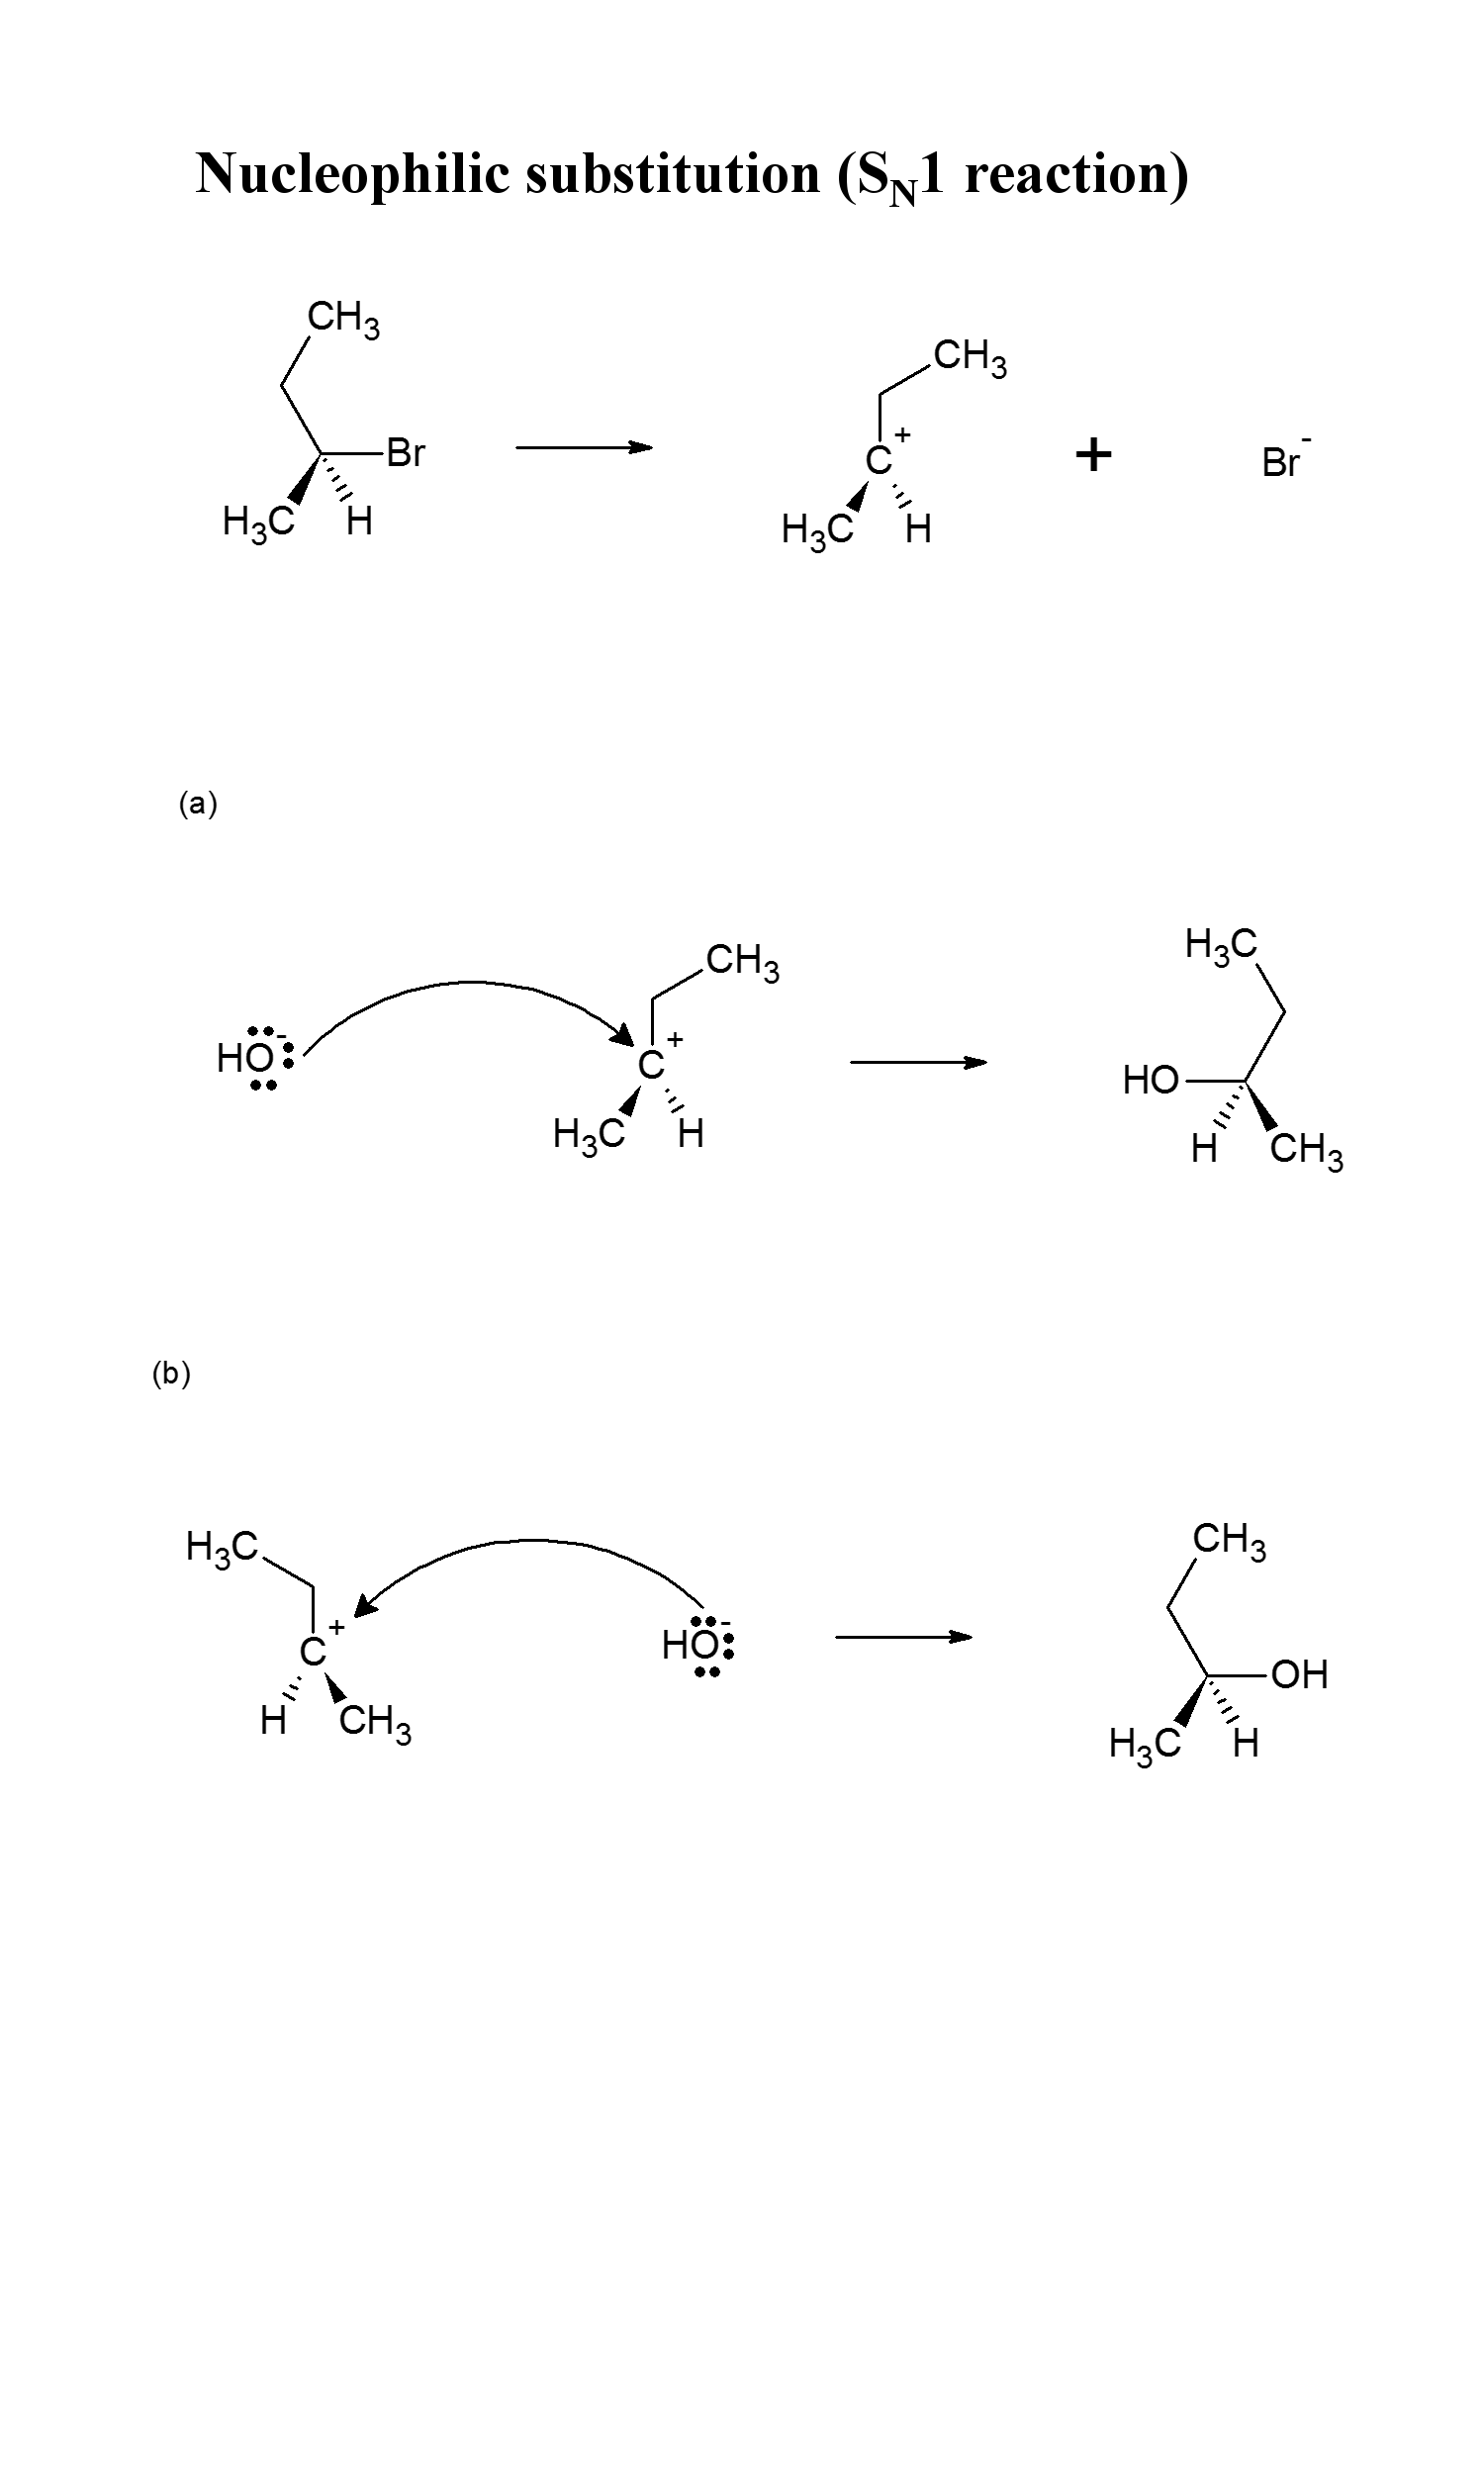 Nucleophilic substitution (S_N1 reaction)
CH₃
Br
H₃C H
CH₃
C⁺
H₃C H
+
Br⁻
(a)
HO⁻
CH₃
C⁺
H₃C H
H₃C
HO
H CH₃
(b)
H₃C
C⁺
H CH₃
HO⁻
CH₃
OH
H₃C H